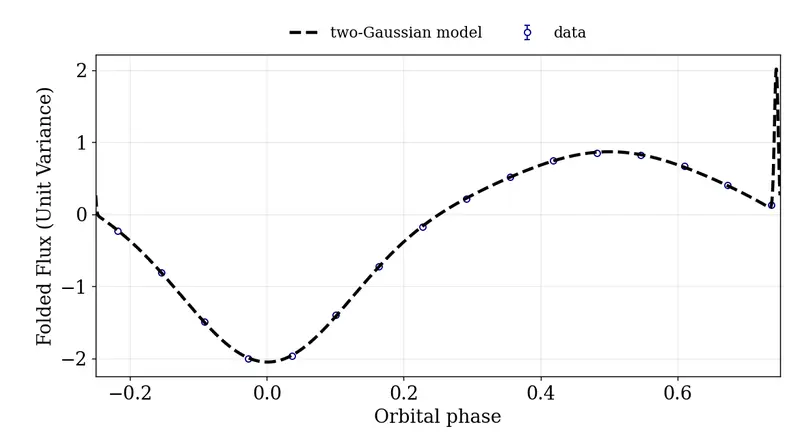 two-Gaussian model
data
Folded Flux (Unit Variance)
2
1
0
−1
−2
−0.2
0.0
0.2
0.4
0.6
Orbital phase